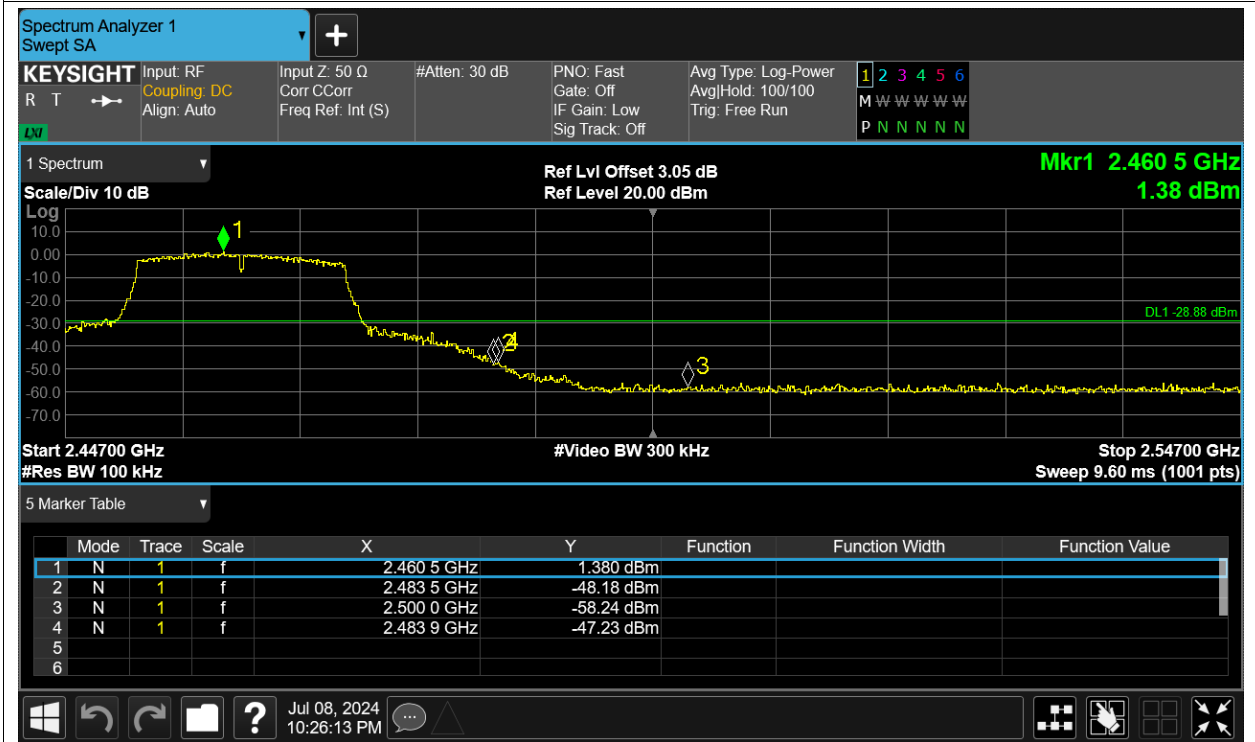 Spectrum Analyzer 1
Swept SA
+
KEYSIGHT
R T
LXI
Input: RF
Coupling: DC
Align: Auto
Input Z: 50 Ω
Corr CCorr
Freq Ref: Int (S)
#Atten: 30 dB
PNO: Fast
Gate: Off
IF Gain: Low
Sig Track: Off
Avg Type: Log-Power
Avg|Hold: 100/100
Trig: Free Run
1 2 3 4 5 6
M W W W W W
P N N N N N
1 Spectrum
Scale/Div 10 dB
Ref Lvl Offset 3.05 dB
Ref Level 20.00 dBm
Mkr1 2.460 5 GHz
1.38 dBm
Log
10.0
0.00
-10.0
-20.0
-30.0
-40.0
-50.0
-60.0
-70.0
1
2
4
3
DL1 -28.88 dBm
Start 2.44700 GHz
#Res BW 100 kHz
#Video BW 300 kHz
Stop 2.54700 GHz
Sweep 9.60 ms (1001 pts)
5 Marker Table
Mode Trace Scale X Y Function Function Width Function Value
1 N 1 f 2.460 5 GHz 1.380 dBm
2 N 1 f 2.483 5 GHz -48.18 dBm
3 N 1 f 2.500 0 GHz -58.24 dBm
4 N 1 f 2.483 9 GHz -47.23 dBm
5
6
?
Jul 08, 2024
10:26:13 PM